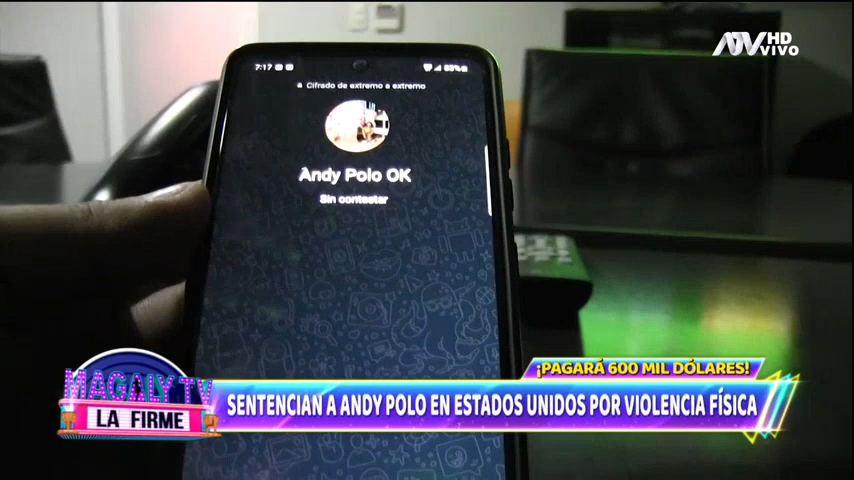 ATV HD
VIVO
7:17
83%
Cifrado de extremo a extremo
Andy Polo OK
Sin contestar
¡PAGARÁ 600 MIL DÓLARES!
MAGALY TV
LA FIRME
SENTENCIAN A ANDY POLO EN ESTADOS UNIDOS POR VIOLENCIA FÍSICA